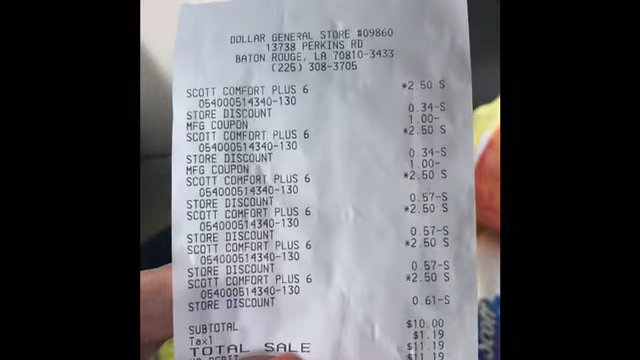 DOLLAR GENERAL STORE #09860
13738 PERKINS RD
BATON ROUGE, LA 70810-3433
(225) 308-3705
SCOTT COMFORT PLUS 6 *2.50 S
054000514340-130
STORE DISCOUNT 0.34-S
MFG COUPON 1.00-
SCOTT COMFORT PLUS 6 *2.50 S
054000514340-130
STORE DISCOUNT 0.34-S
MFG COUPON 1.00-
SCOTT COMFORT PLUS 6 *2.50 S
054000514340-130
STORE DISCOUNT 0.57-S
SCOTT COMFORT PLUS 6 *2.50 S
054000514340-130
STORE DISCOUNT 0.57-S
SCOTT COMFORT PLUS 6 *2.50 S
054000514340-130
STORE DISCOUNT 0.57-S
SCOTT COMFORT PLUS 6 *2.50 S
054000514340-130
STORE DISCOUNT 0.61-S
SUBTOTAL $10.00
Tax1 $1.19
TOTAL SALE $11.19
$11.19